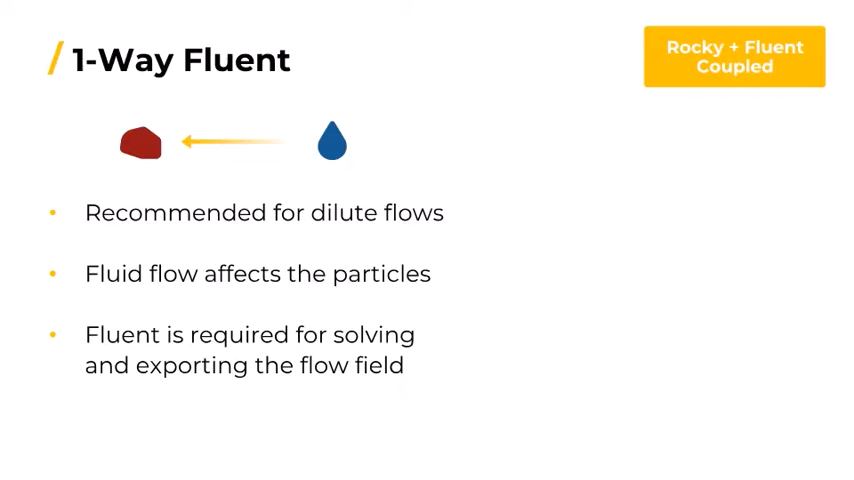 / 1-Way Fluent
Rocky + Fluent
Coupled
• Recommended for dilute flows
• Fluid flow affects the particles
• Fluent is required for solving
and exporting the flow field